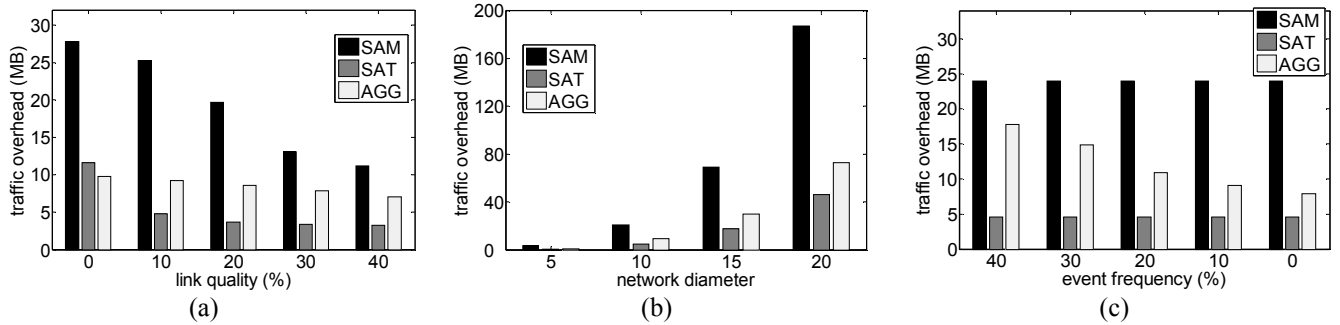 traffic overhead (MB)
30
25
20
15
10
5
0
SAM
SAT
AGG
0 10 20 30 40
link quality (%)
(a)
traffic overhead (MB)
200
160
120
80
40
0
SAM
SAT
AGG
5 10 15 20
network diameter
(b)
traffic overhead (MB)
30
25
20
15
10
5
0
SAM
SAT
AGG
40 30 20 10 0
event frequency (%)
(c)